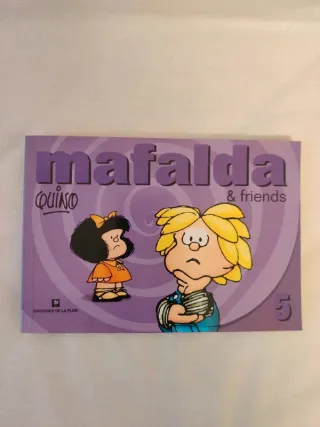 mafalda
& friends
QUINO
5
EDICIONES DE LA FLOR